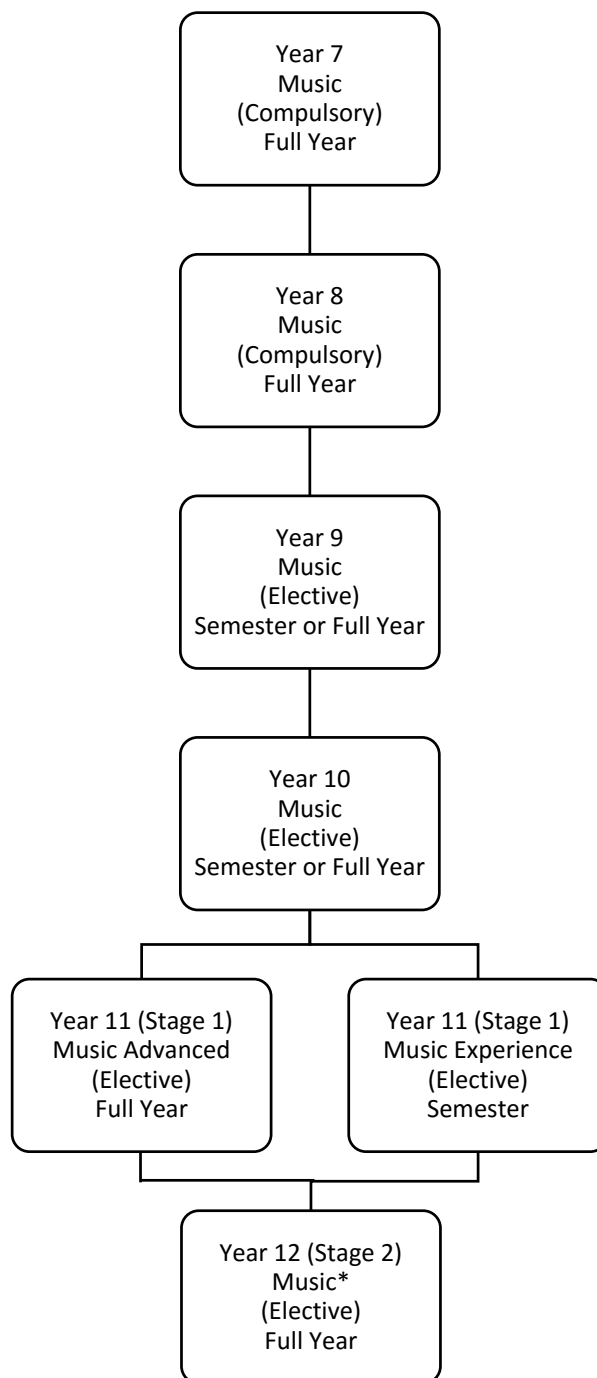 Year 7
Music
(Compulsory)
Full Year
Year 8
Music
(Compulsory)
Full Year
Year 9
Music
(Elective)
Semester or Full Year
Year 10
Music
(Elective)
Semester or Full Year
Year 11 (Stage 1)
Music Advanced
(Elective)
Full Year
Year 11 (Stage 1)
Music Experience
(Elective)
Semester
Year 12 (Stage 2)
Music*
(Elective)
Full Year